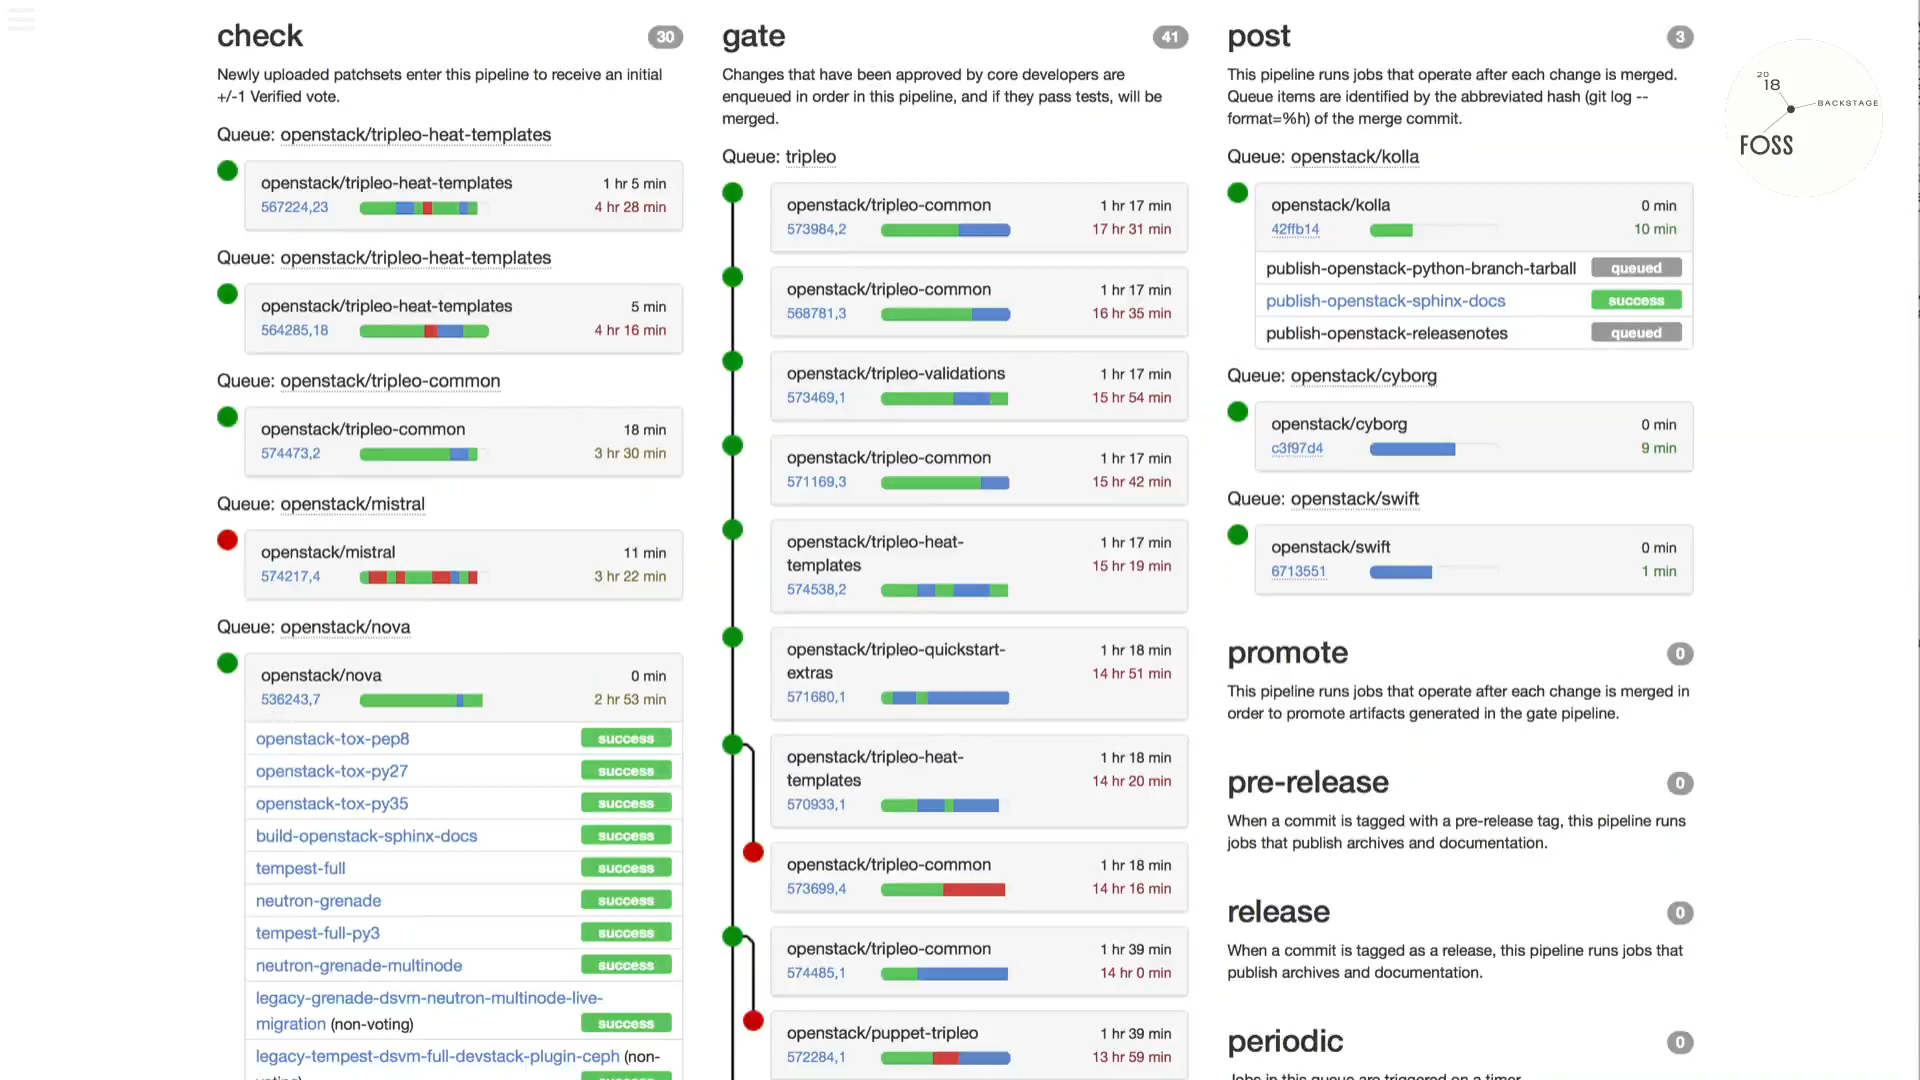 check 30
Newly uploaded patchsets enter this pipeline to receive an initial
+/-1 Verified vote.
Queue: openstack/tripleo-heat-templates
openstack/tripleo-heat-templates 1 hr 5 min
567224,23 4 hr 28 min
Queue: openstack/tripleo-heat-templates
openstack/tripleo-heat-templates 5 min
564285,18 4 hr 16 min
Queue: openstack/tripleo-common
openstack/tripleo-common 18 min
574473,2 3 hr 30 min
Queue: openstack/mistral
openstack/mistral 11 min
574217,4 3 hr 22 min
Queue: openstack/nova
openstack/nova 0 min
536243,7 2 hr 53 min
openstack-tox-pep8 success
openstack-tox-py27 success
openstack-tox-py35 success
build-openstack-sphinx-docs success
tempest-full success
neutron-grenade success
tempest-full-py3 success
neutron-grenade-multinode success
legacy-grenade-dsvm-neutron-multinode-live-
migration (non-voting) success
legacy-tempest-dsvm-full-devstack-plugin-ceph (non-
gate 41
Changes that have been approved by core developers are
enqueued in order in this pipeline, and if they pass tests, will be
merged.
Queue: tripleo
openstack/tripleo-common 1 hr 17 min
573984,2 17 hr 31 min
openstack/tripleo-common 1 hr 17 min
568781,3 16 hr 35 min
openstack/tripleo-validations 1 hr 17 min
573469,1 15 hr 54 min
openstack/tripleo-common 1 hr 17 min
571169,3 15 hr 42 min
openstack/tripleo-heat- 1 hr 17 min
templates 15 hr 19 min
574538,2
openstack/tripleo-quickstart- 1 hr 18 min
extras 14 hr 51 min
571680,1
openstack/tripleo-heat- 1 hr 18 min
templates 14 hr 20 min
570933,1
openstack/tripleo-common 1 hr 18 min
573699,4 14 hr 16 min
openstack/tripleo-common 1 hr 39 min
574485,1 14 hr 0 min
openstack/puppet-tripleo 1 hr 39 min
572284,1 13 hr 59 min
post 3
This pipeline runs jobs that operate after each change is merged.
Queue items are identified by the abbreviated hash (git log --
format=%h) of the merge commit.
Queue: openstack/kolla
openstack/kolla 0 min
42ffb14 10 min
publish-openstack-python-branch-tarball queued
publish-openstack-sphinx-docs success
publish-openstack-releasenotes queued
Queue: openstack/cyborg
openstack/cyborg 0 min
c3f97d4 9 min
Queue: openstack/swift
openstack/swift 0 min
6713551 1 min
promote 0
This pipeline runs jobs that operate after each change is merged in
order to promote artifacts generated in the gate pipeline.
pre-release 0
When a commit is tagged with a pre-release tag, this pipeline runs
jobs that publish archives and documentation.
release 0
When a commit is tagged as a release, this pipeline runs jobs that
publish archives and documentation.
periodic 0
Jobs in this queue are triggered on a timer.
20
18
BACKSTAGE
FOSS